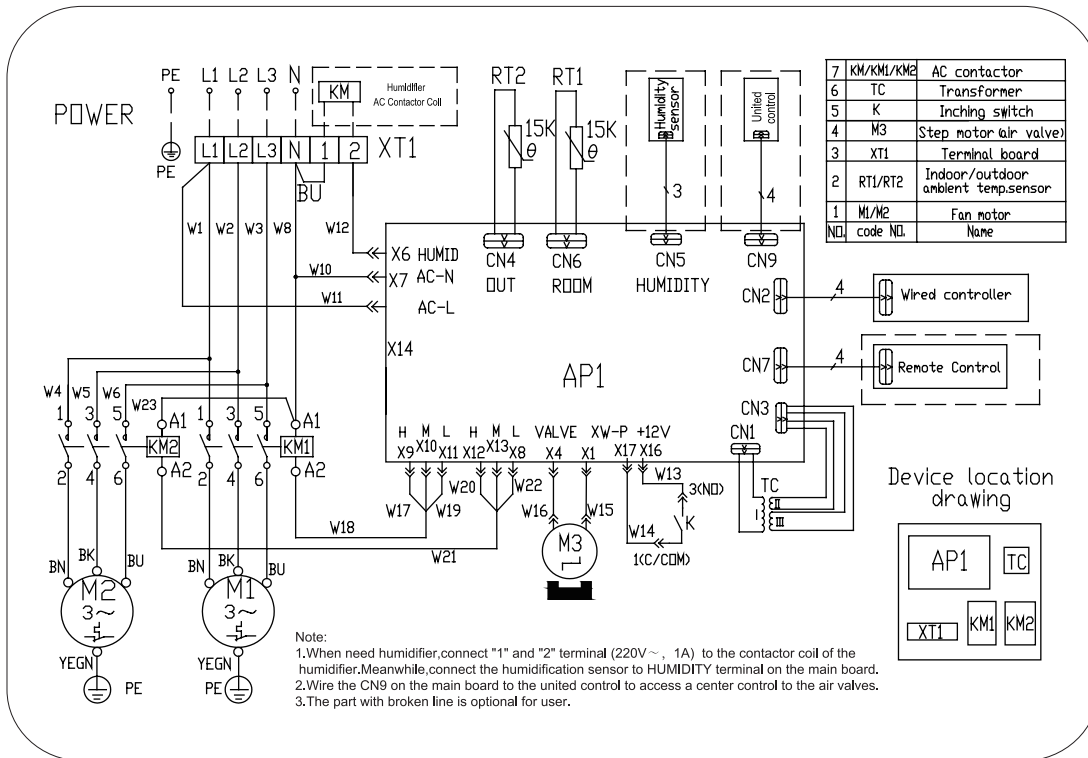 POWER
PE L1 L2 L3 N
KM Humidifier
AC Contactor Coil
L1 L2 L3 N 1 2 XT1
PE
BU
W1 W2 W3 W8 W12
W10
W11
RT2 RT1
15K 15K
θ θ
Humidity
sensor
United
control
3 4
X6 HUMID
X7 AC-N
AC-L
X14
CN4 CN6 CN5 CN9
OUT ROOM HUMIDITY
AP1
CN2 4 Wired controller
CN7 4 Remote Control
CN3
CN1
TC
I II III
7 KM/KM1/KM2 AC contactor
6 TC Transformer
5 K Inching switch
4 M3 Step motor (air valve)
3 XT1 Terminal board
2 RT1/RT2 Indoor/outdoor
ambient temp.sensor
1 M1/M2 Fan motor
NO. code NO. Name
W4 W5 W6 W23
1 3 5 A1 1 3 5 A1
KM2 KM1
2 4 6 A2 2 4 6 A2
H M L H M L VALVE XW-P +12V
X9 X10 X11 X12 X13 X8 X4 X1 X17 X16
W17 W19 W20 W22 W16 W15 W14 W13
3(NO)
K
1(C/COM)
W18
W21
M3
BN BK BU BN BK BU
M2 M1
3~ 3~
YEGN YEGN
PE PE
Device location
drawing
AP1 TC
XT1 KM1 KM2
Note:
1.When need humidifier,connect "1" and "2" terminal (220V～, 1A) to the contactor coil of the
humidifier.Meanwhile,connect the humidification sensor to HUMIDITY terminal on the main board.
2.Wire the CN9 on the main board to the united control to access a center control to the air valves.
3.The part with broken line is optional for user.